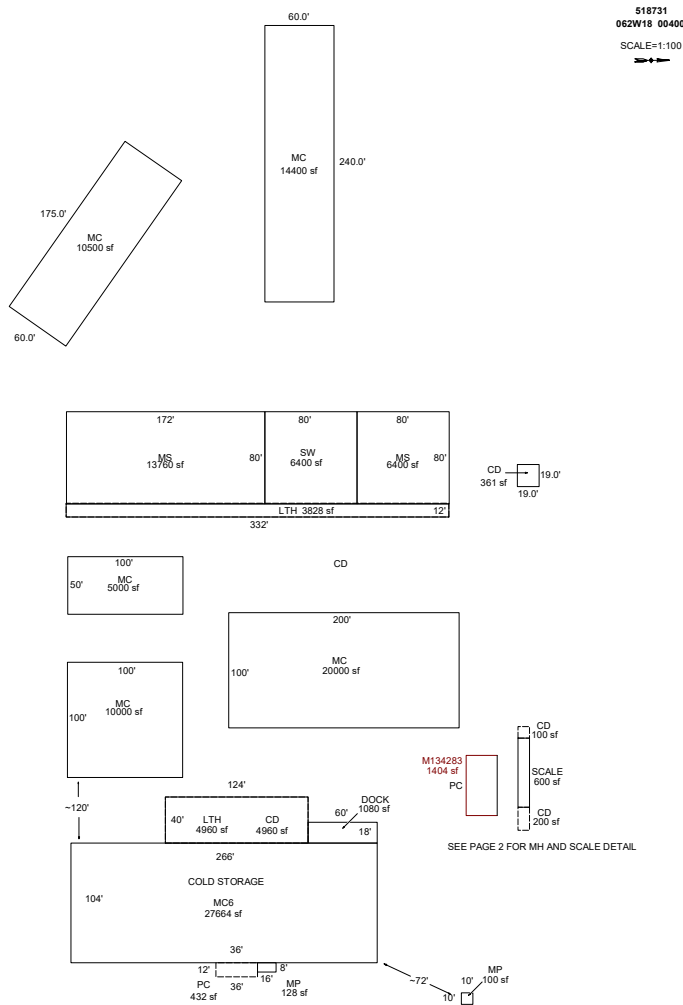 518731
062W18 00400
SCALE=1:100
60.0'
MC
14400 sf
240.0'
175.0'
MC
10500 sf
60.0'
172'
80'
80'
MS
13760 sf
80'
SW
6400 sf
MS
6400 sf
80'
CD
361 sf
19.0'
19.0'
LTH 3828 sf
12'
332'
100'
50'
MC
5000 sf
CD
200'
100'
MC
20000 sf
100'
100'
MC
10000 sf
CD
100 sf
M134283
1404 sf
PC
SCALE
600 sf
CD
200 sf
~120'
124'
40'
LTH
4960 sf
CD
4960 sf
60'
DOCK
1080 sf
18'
SEE PAGE 2 FOR MH AND SCALE DETAIL
266'
COLD STORAGE
104'
MC6
27664 sf
36'
12'
8'
PC
432 sf
36'
16'
MP
128 sf
~72'
10'
10'
MP
100 sf